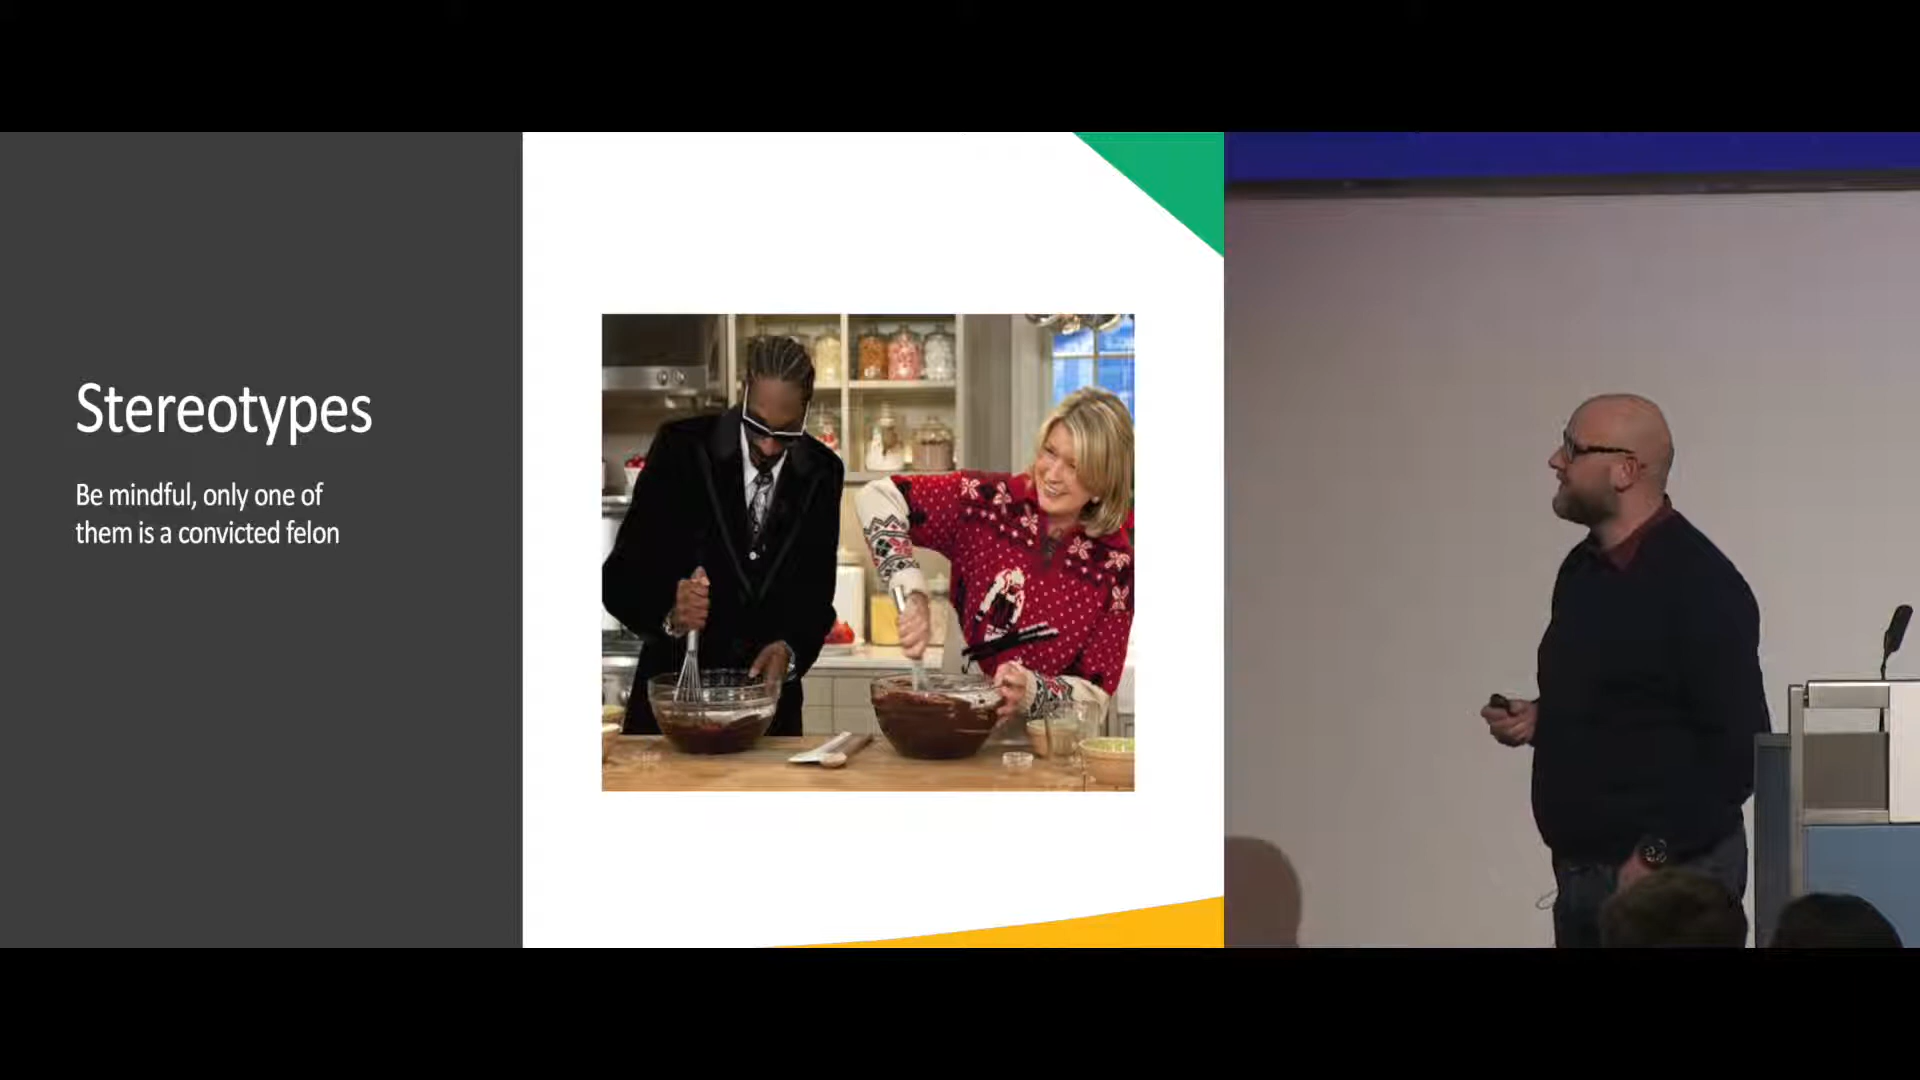 Stereotypes
Be mindful, only one of
them is a convicted felon